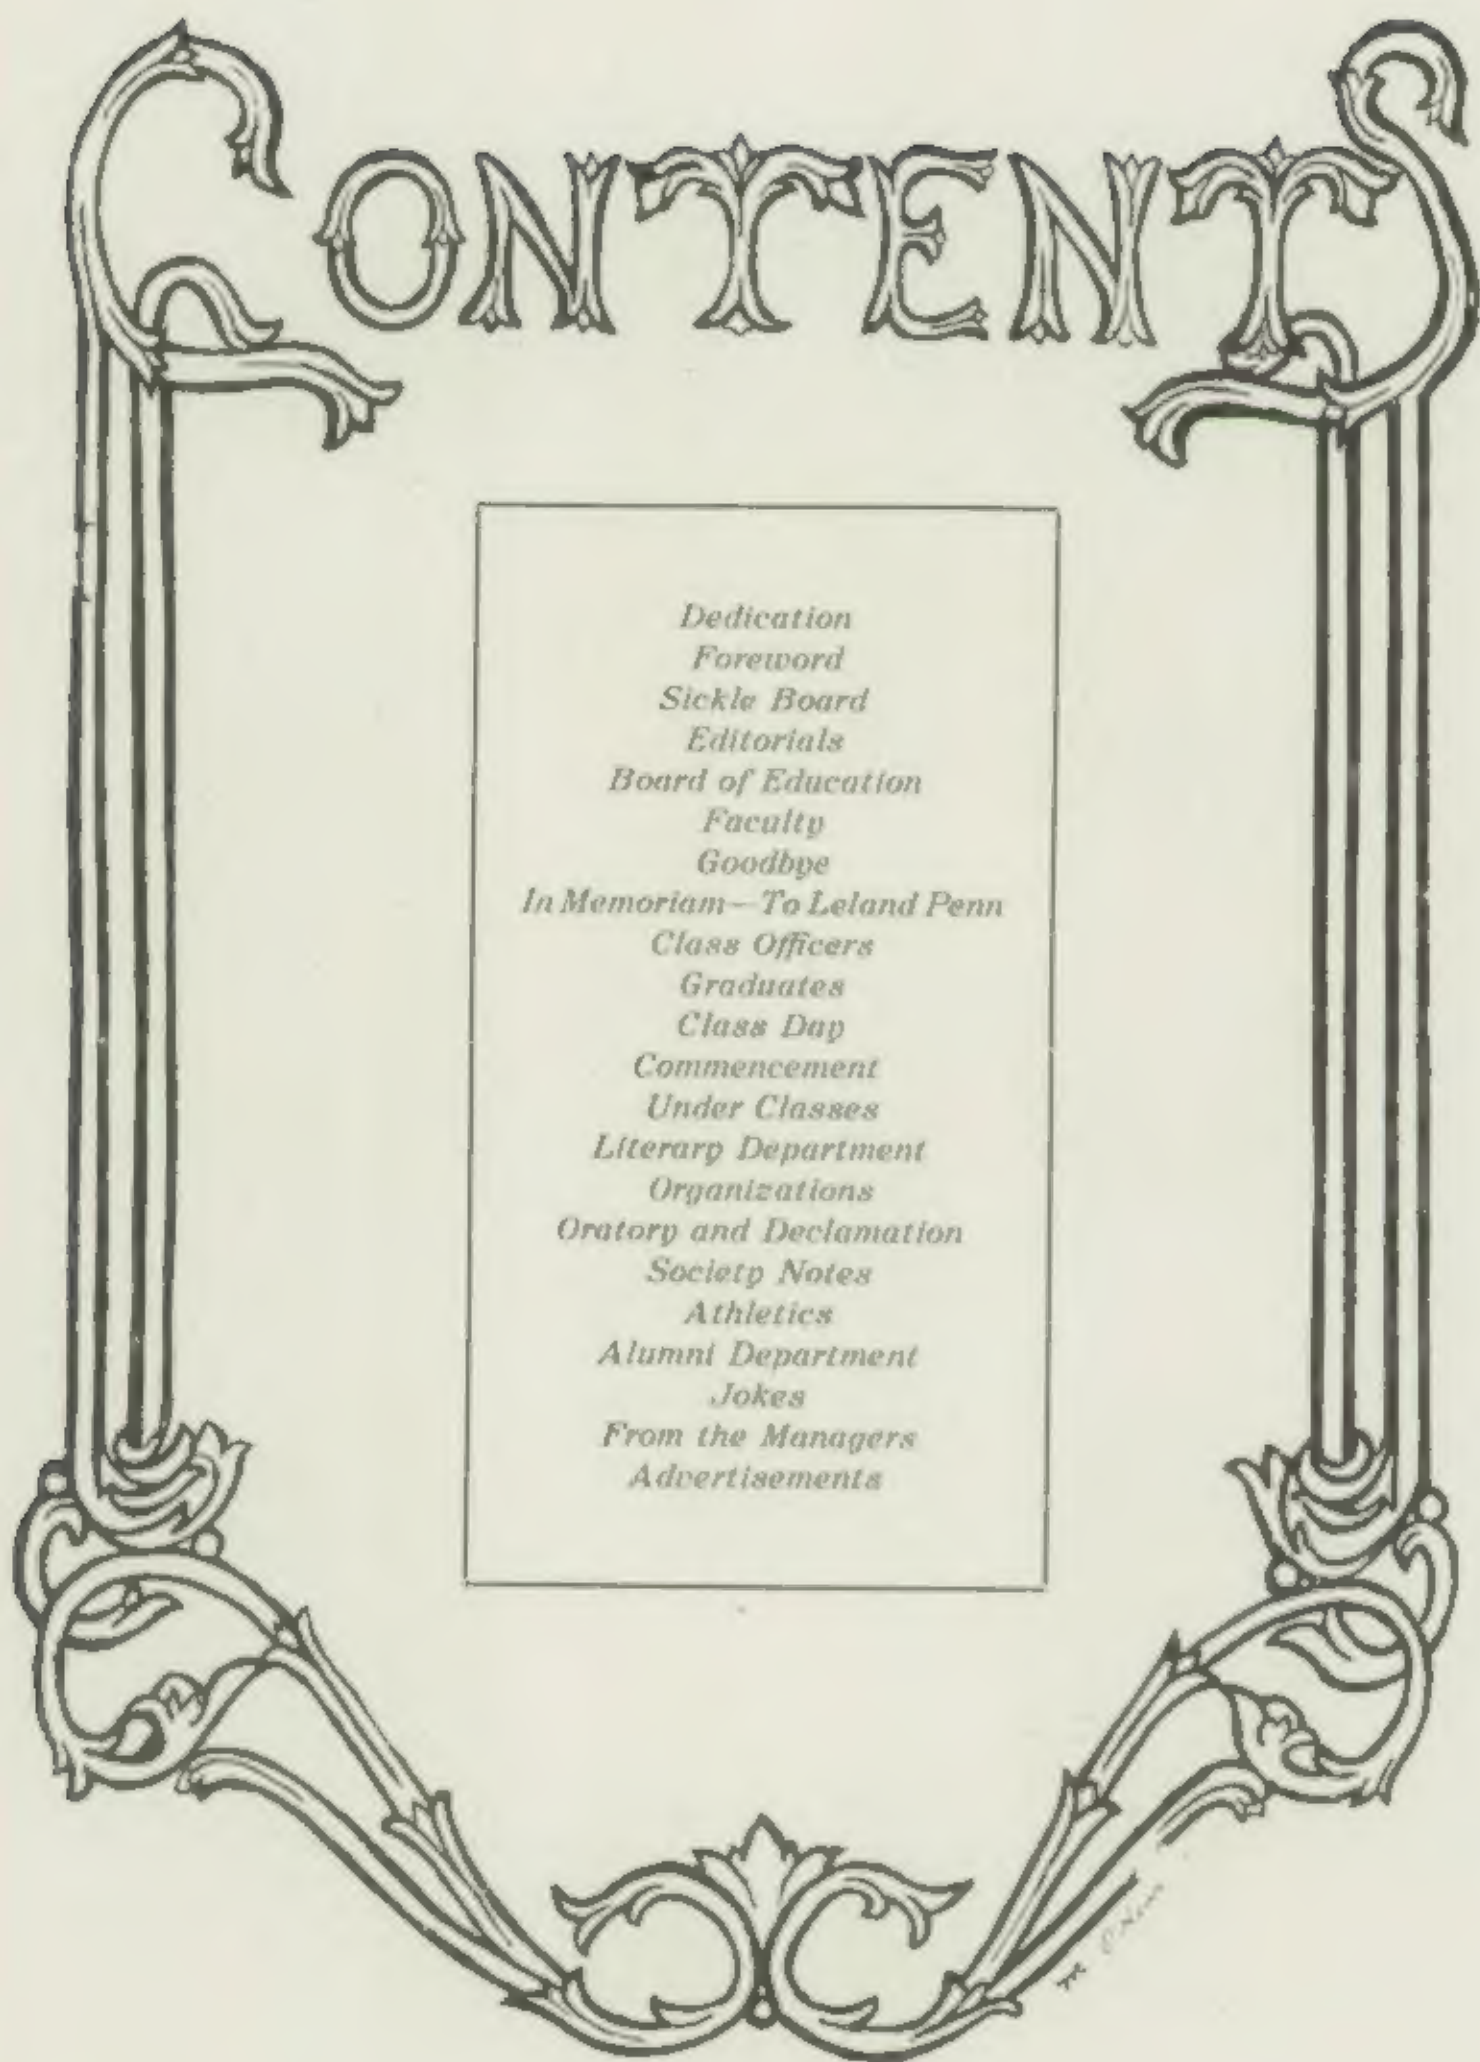 CONTENTS
Dedication
Foreword
Sickle Board
Editorials
Board of Education
Faculty
Goodbye
In Memoriam—To Leland Penn
Class Officers
Graduates
Class Day
Commencement
Under Classes
Literary Department
Organizations
Oratory and Declamation
Society Notes
Athletics
Alumni Department
Jokes
From the Managers
Advertisements